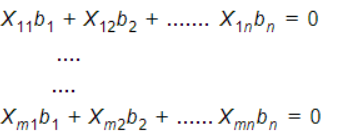 X₁₁b₁ + X₁₂b₂ + ....... X₁ₙbₙ = 0
....
....
Xₘ₁b₁ + Xₘ₂b₂ + ...... Xₘₙbₙ = 0